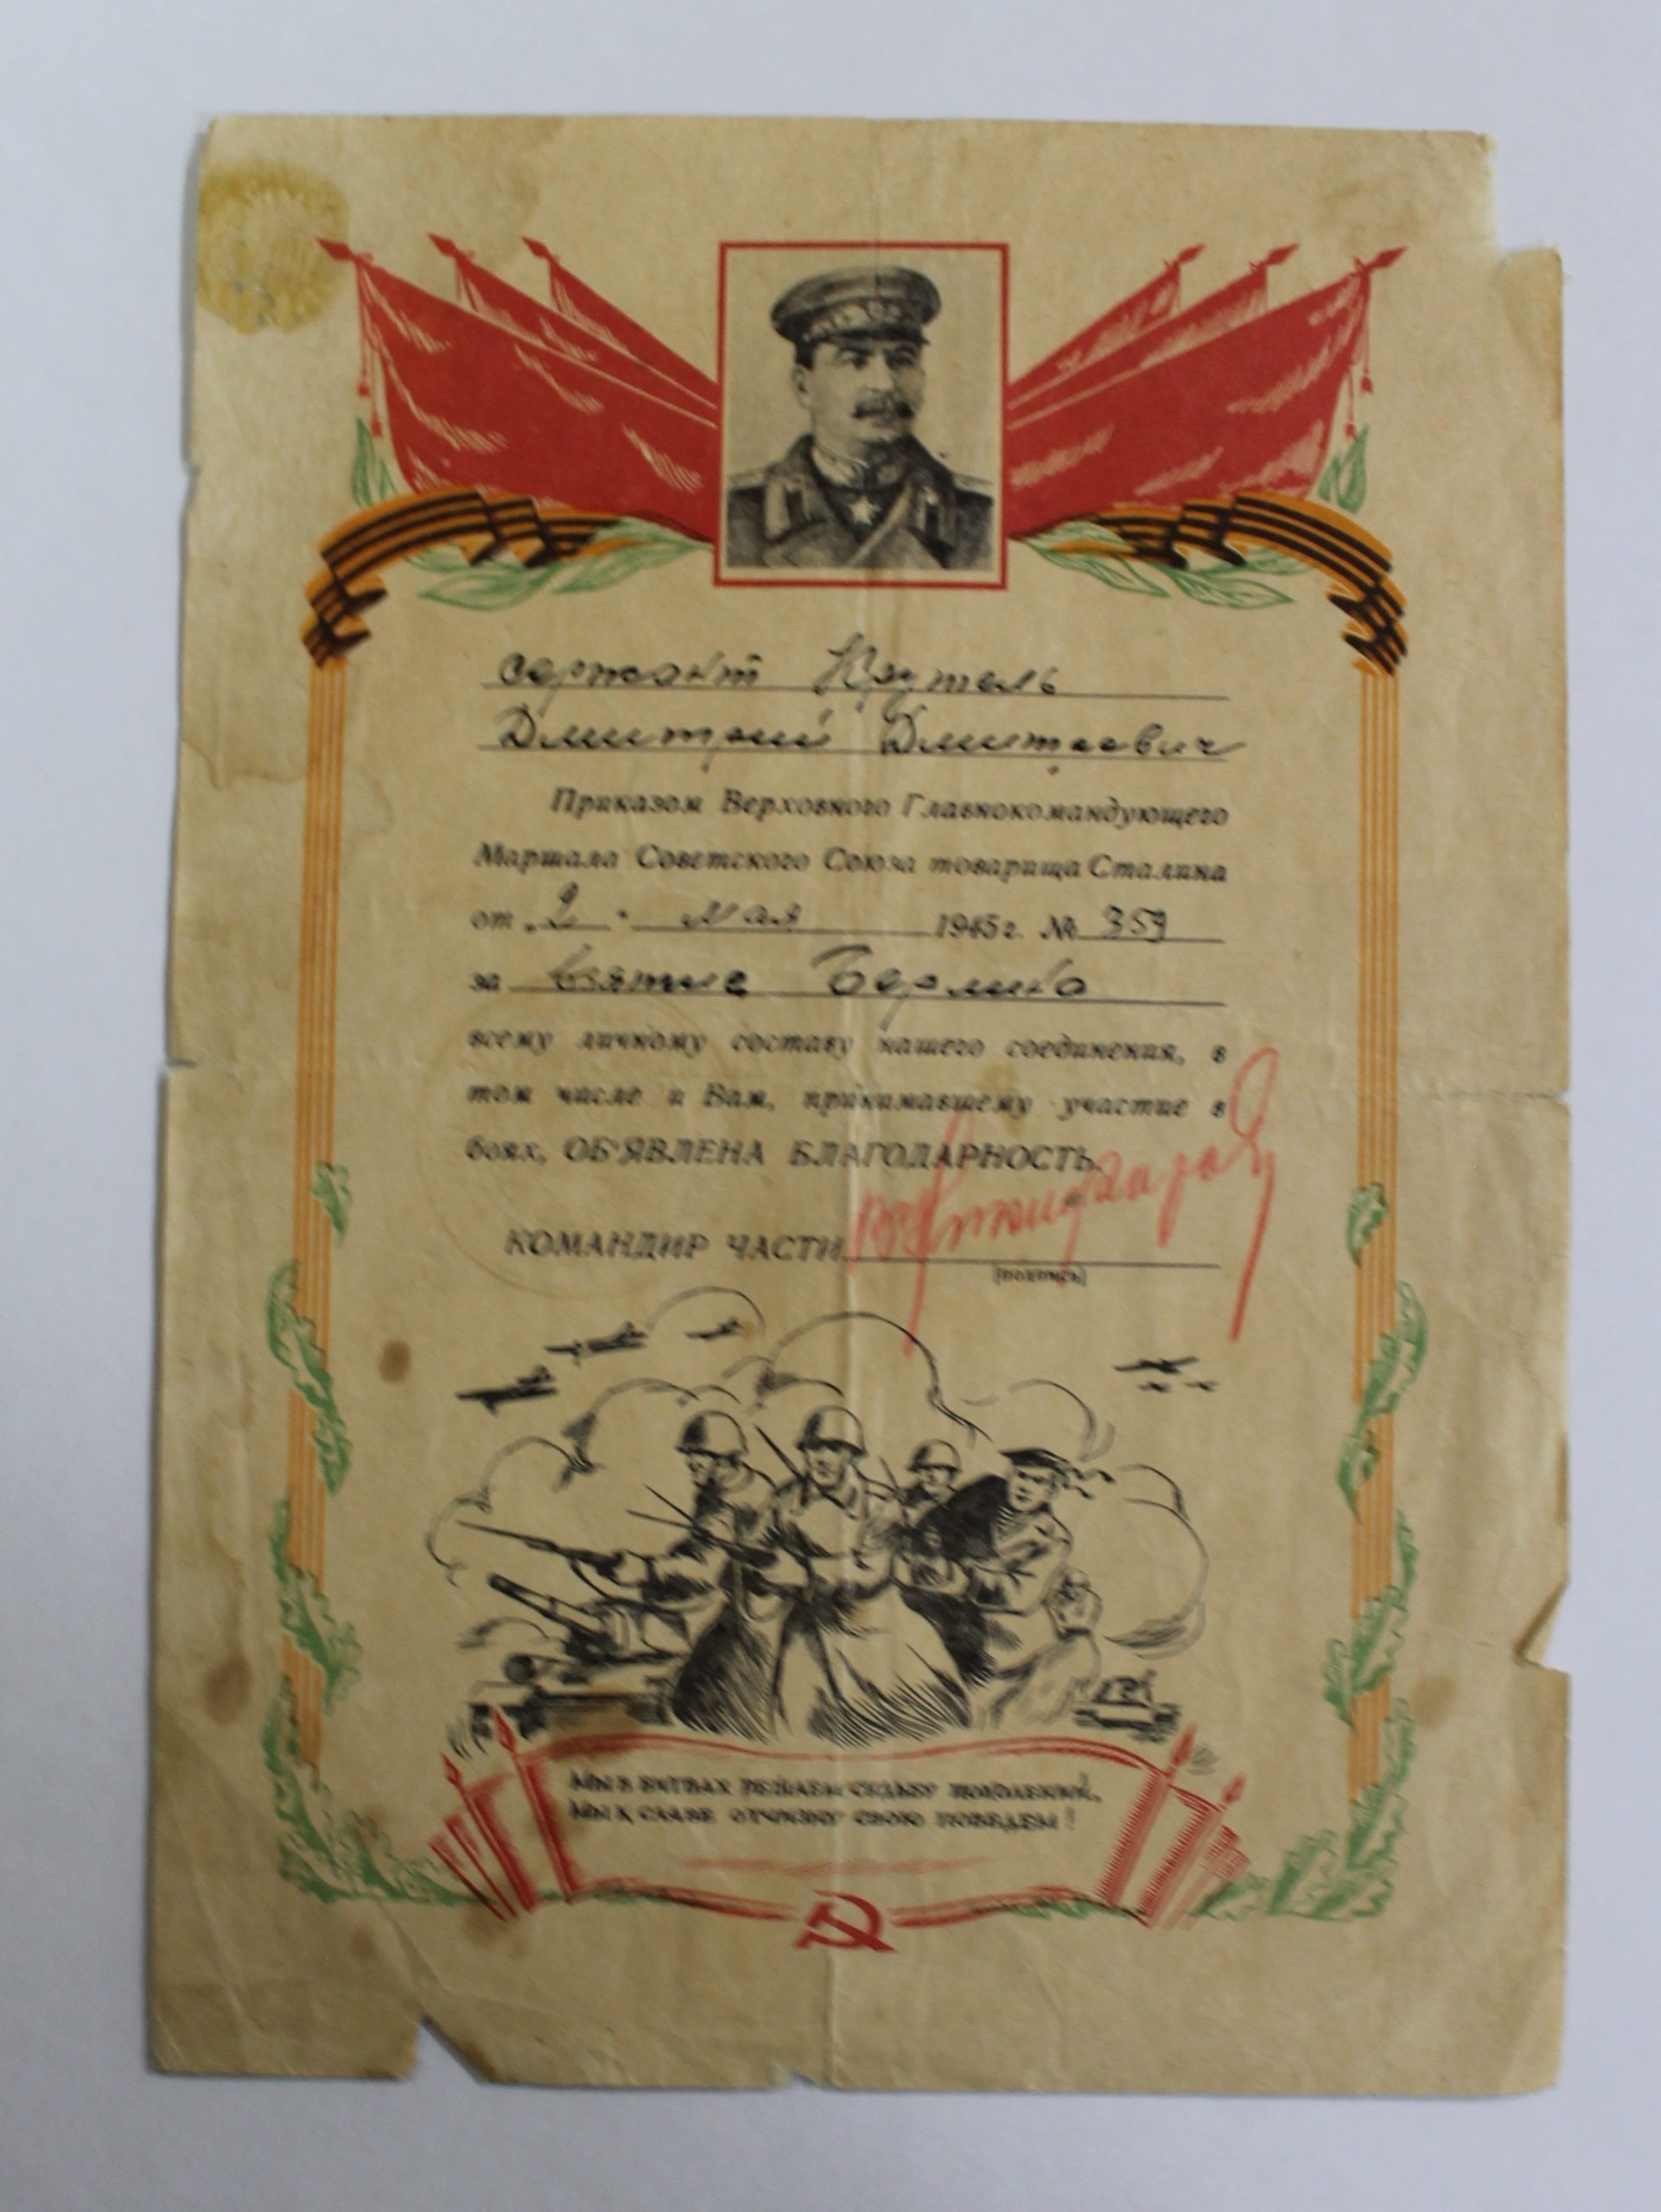 сержант Крутель
Дмитрий Дмитриевич
Приказом Верховного Главнокомандующего
Маршала Советского Союза товарища Сталина
от „2“ мая 1945 г. № 359
за взятие Берлина
всему личному составу нашего соединения, в
том числе и Вам, принимавшему участие в
боях, ОБ'ЯВЛЕНА БЛАГОДАРНОСТЬ.
КОМАНДИР ЧАСТИ
(подпись)
МЫ В БИТВАХ РЕШАЕМ СУДЬБУ ПОКОЛЕНИЙ,
МЫ К СЛАВЕ ОТЧИЗНУ СВОЮ ПОВЕДЕМ!